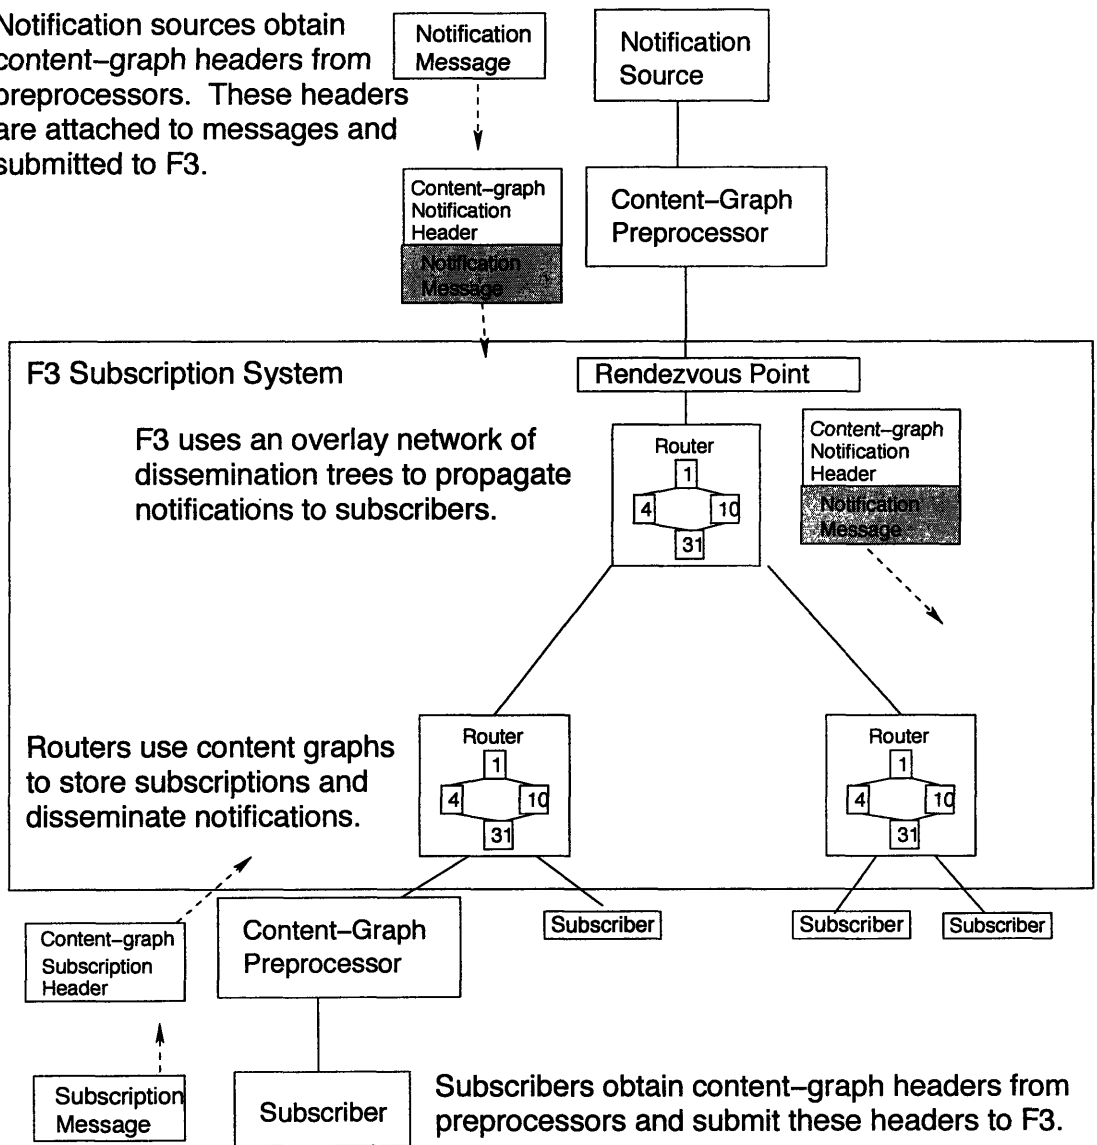 Notification sources obtain
content–graph headers from
preprocessors. These headers
are attached to messages and
submitted to F3.
Notification
Message
Notification
Source
Content–graph
Notification
Header
Notification
Message
Content–Graph
Preprocessor
F3 Subscription System
Rendezvous Point
F3 uses an overlay network of
dissemination trees to propagate
notifications to subscribers.
Router
1
4
10
31
Content–graph
Notification
Header
Notification
Message
Routers use content graphs
to store subscriptions and
disseminate notifications.
Router
1
4
10
31
Router
1
4
10
31
Content–graph
Subscription
Header
Content–Graph
Preprocessor
Subscriber
Subscriber
Subscriber
Subscription
Message
Subscriber
Subscribers obtain content–graph headers from
preprocessors and submit these headers to F3.